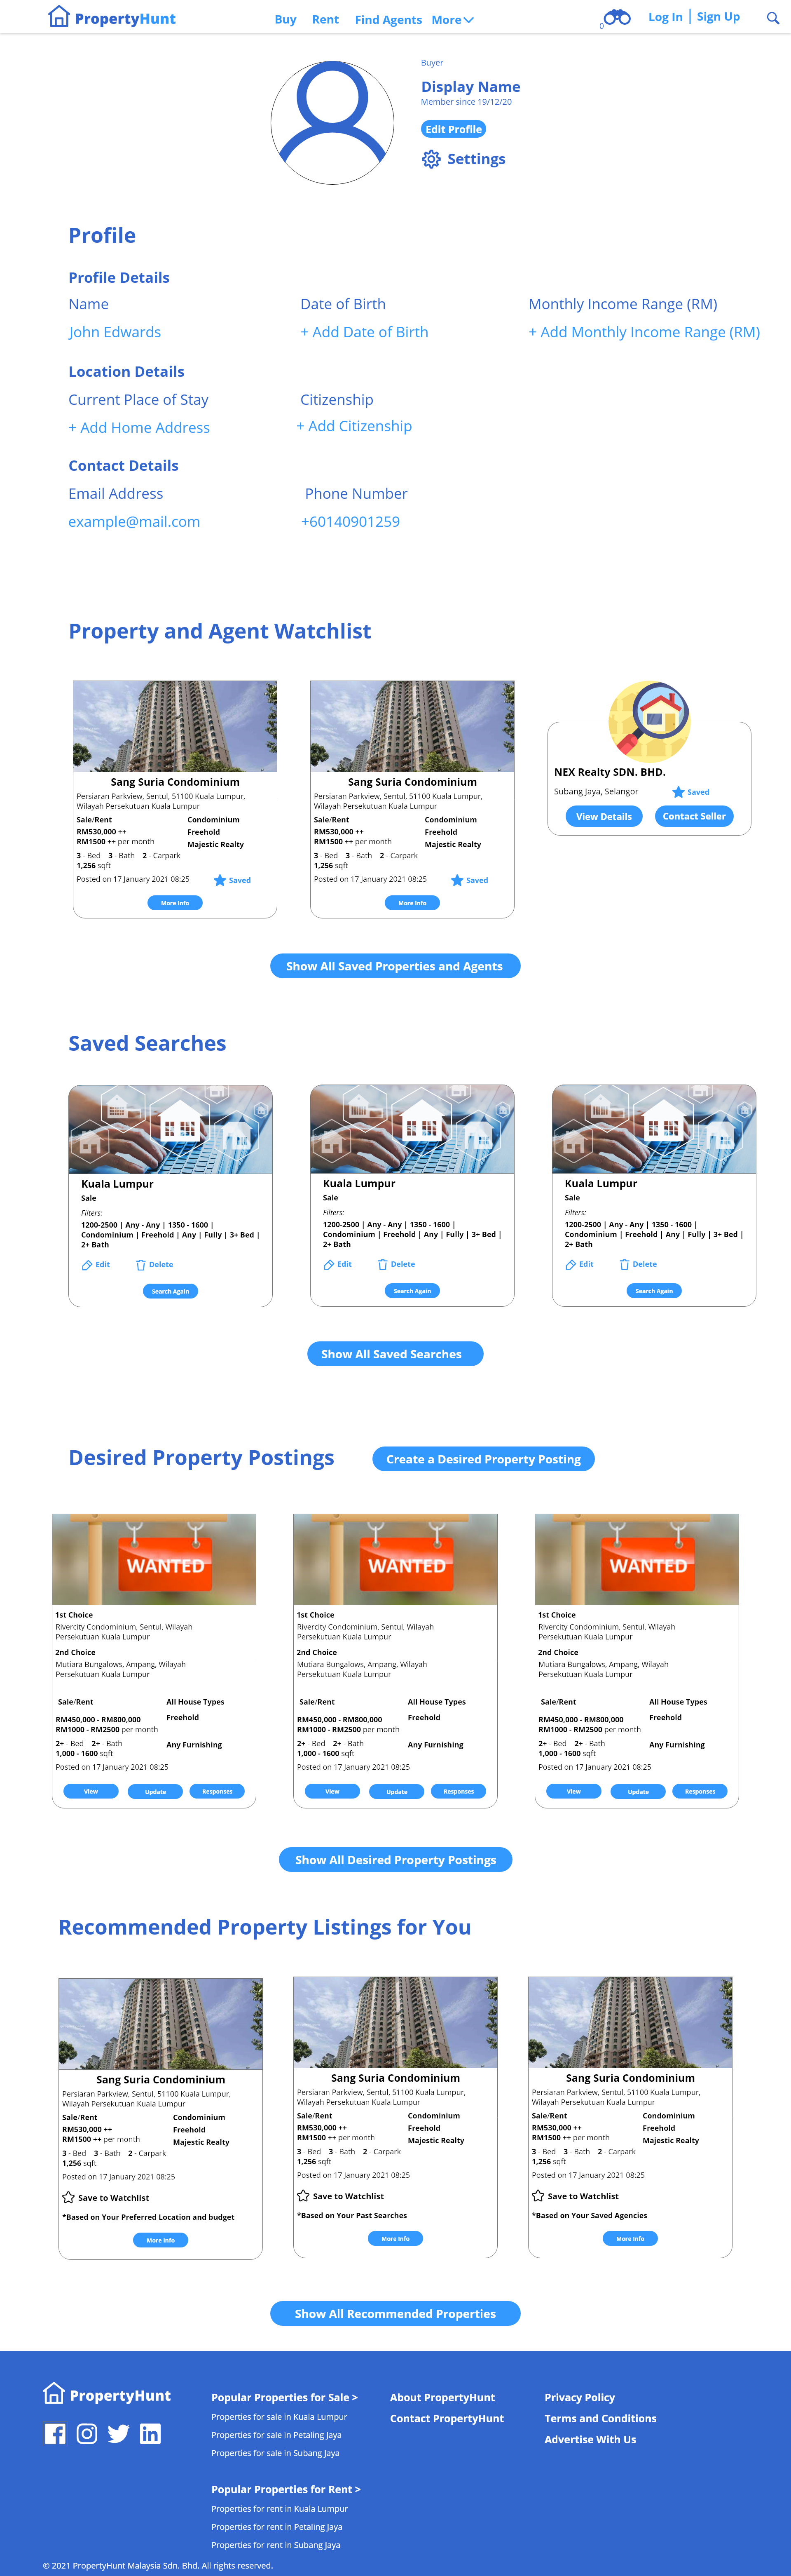 PropertyHunt
Buy Rent Find Agents More
0
Log In | Sign Up
Buyer
Display Name
Member since 19/12/20
Edit Profile
Settings
Profile
Profile Details
Name Date of Birth Monthly Income Range (RM)
John Edwards + Add Date of Birth + Add Monthly Income Range (RM)
Location Details
Current Place of Stay Citizenship
+ Add Home Address + Add Citizenship
Contact Details
Email Address Phone Number
example@mail.com +60140901259
Property and Agent Watchlist
Sang Suria Condominium
Persiaran Parkview, Sentul, 51100 Kuala Lumpur,
Wilayah Persekutuan Kuala Lumpur
Sale/Rent Condominium
RM530,000 ++ Freehold
RM1500 ++ per month Majestic Realty
3 - Bed 3 - Bath 2 - Carpark
1,256 sqft
Posted on 17 January 2021 08:25 Saved
More Info
Sang Suria Condominium
Persiaran Parkview, Sentul, 51100 Kuala Lumpur,
Wilayah Persekutuan Kuala Lumpur
Sale/Rent Condominium
RM530,000 ++ Freehold
RM1500 ++ per month Majestic Realty
3 - Bed 3 - Bath 2 - Carpark
1,256 sqft
Posted on 17 January 2021 08:25 Saved
More Info
NEX Realty SDN. BHD.
Subang Jaya, Selangor Saved
View Details Contact Seller
Show All Saved Properties and Agents
Saved Searches
Kuala Lumpur
Sale
Filters:
1200-2500 | Any - Any | 1350 - 1600 |
Condominium | Freehold | Any | Fully | 3+ Bed |
2+ Bath
Edit Delete
Search Again
Kuala Lumpur
Sale
Filters:
1200-2500 | Any - Any | 1350 - 1600 |
Condominium | Freehold | Any | Fully | 3+ Bed |
2+ Bath
Edit Delete
Search Again
Kuala Lumpur
Sale
Filters:
1200-2500 | Any - Any | 1350 - 1600 |
Condominium | Freehold | Any | Fully | 3+ Bed |
2+ Bath
Edit Delete
Search Again
Show All Saved Searches
Desired Property Postings Create a Desired Property Posting
WANTED
1st Choice
Rivercity Condominium, Sentul, Wilayah
Persekutuan Kuala Lumpur
2nd Choice
Mutiara Bungalows, Ampang, Wilayah
Persekutuan Kuala Lumpur
Sale/Rent All House Types
RM450,000 - RM800,000 Freehold
RM1000 - RM2500 per month
2+ - Bed 2+ - Bath Any Furnishing
1,000 - 1600 sqft
Posted on 17 January 2021 08:25
View Update Responses
WANTED
1st Choice
Rivercity Condominium, Sentul, Wilayah
Persekutuan Kuala Lumpur
2nd Choice
Mutiara Bungalows, Ampang, Wilayah
Persekutuan Kuala Lumpur
Sale/Rent All House Types
RM450,000 - RM800,000 Freehold
RM1000 - RM2500 per month
2+ - Bed 2+ - Bath Any Furnishing
1,000 - 1600 sqft
Posted on 17 January 2021 08:25
View Update Responses
WANTED
1st Choice
Rivercity Condominium, Sentul, Wilayah
Persekutuan Kuala Lumpur
2nd Choice
Mutiara Bungalows, Ampang, Wilayah
Persekutuan Kuala Lumpur
Sale/Rent All House Types
RM450,000 - RM800,000 Freehold
RM1000 - RM2500 per month
2+ - Bed 2+ - Bath Any Furnishing
1,000 - 1600 sqft
Posted on 17 January 2021 08:25
View Update Responses
Show All Desired Property Postings
Recommended Property Listings for You
Sang Suria Condominium
Persiaran Parkview, Sentul, 51100 Kuala Lumpur,
Wilayah Persekutuan Kuala Lumpur
Sale/Rent Condominium
RM530,000 ++ Freehold
RM1500 ++ per month Majestic Realty
3 - Bed 3 - Bath 2 - Carpark
1,256 sqft
Posted on 17 January 2021 08:25
Save to Watchlist
*Based on Your Preferred Location and budget
More Info
Sang Suria Condominium
Persiaran Parkview, Sentul, 51100 Kuala Lumpur,
Wilayah Persekutuan Kuala Lumpur
Sale/Rent Condominium
RM530,000 ++ Freehold
RM1500 ++ per month Majestic Realty
3 - Bed 3 - Bath 2 - Carpark
1,256 sqft
Posted on 17 January 2021 08:25
Save to Watchlist
*Based on Your Past Searches
More Info
Sang Suria Condominium
Persiaran Parkview, Sentul, 51100 Kuala Lumpur,
Wilayah Persekutuan Kuala Lumpur
Sale/Rent Condominium
RM530,000 ++ Freehold
RM1500 ++ per month Majestic Realty
3 - Bed 3 - Bath 2 - Carpark
1,256 sqft
Posted on 17 January 2021 08:25
Save to Watchlist
*Based on Your Saved Agencies
More Info
Show All Recommended Properties
PropertyHunt
Popular Properties for Sale >
Properties for sale in Kuala Lumpur
Properties for sale in Petaling Jaya
Properties for sale in Subang Jaya
Popular Properties for Rent >
Properties for rent in Kuala Lumpur
Properties for rent in Petaling Jaya
Properties for rent in Subang Jaya
About PropertyHunt
Contact PropertyHunt
Privacy Policy
Terms and Conditions
Advertise With Us
© 2021 PropertyHunt Malaysia Sdn. Bhd. All rights reserved.